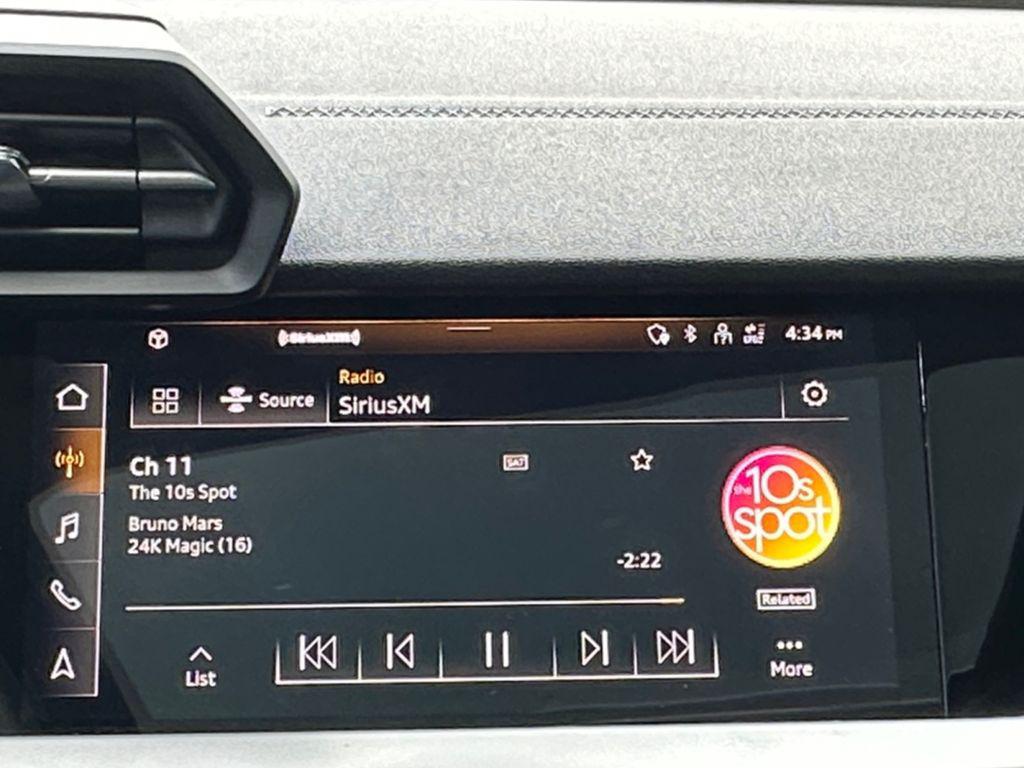 SiriusXM
LTE
4:34 PM
Source
Radio
SiriusXM
Ch 11
The 10s Spot
Bruno Mars
24K Magic (16)
SAT
-2:22
the 10s
spot
Related
List
More